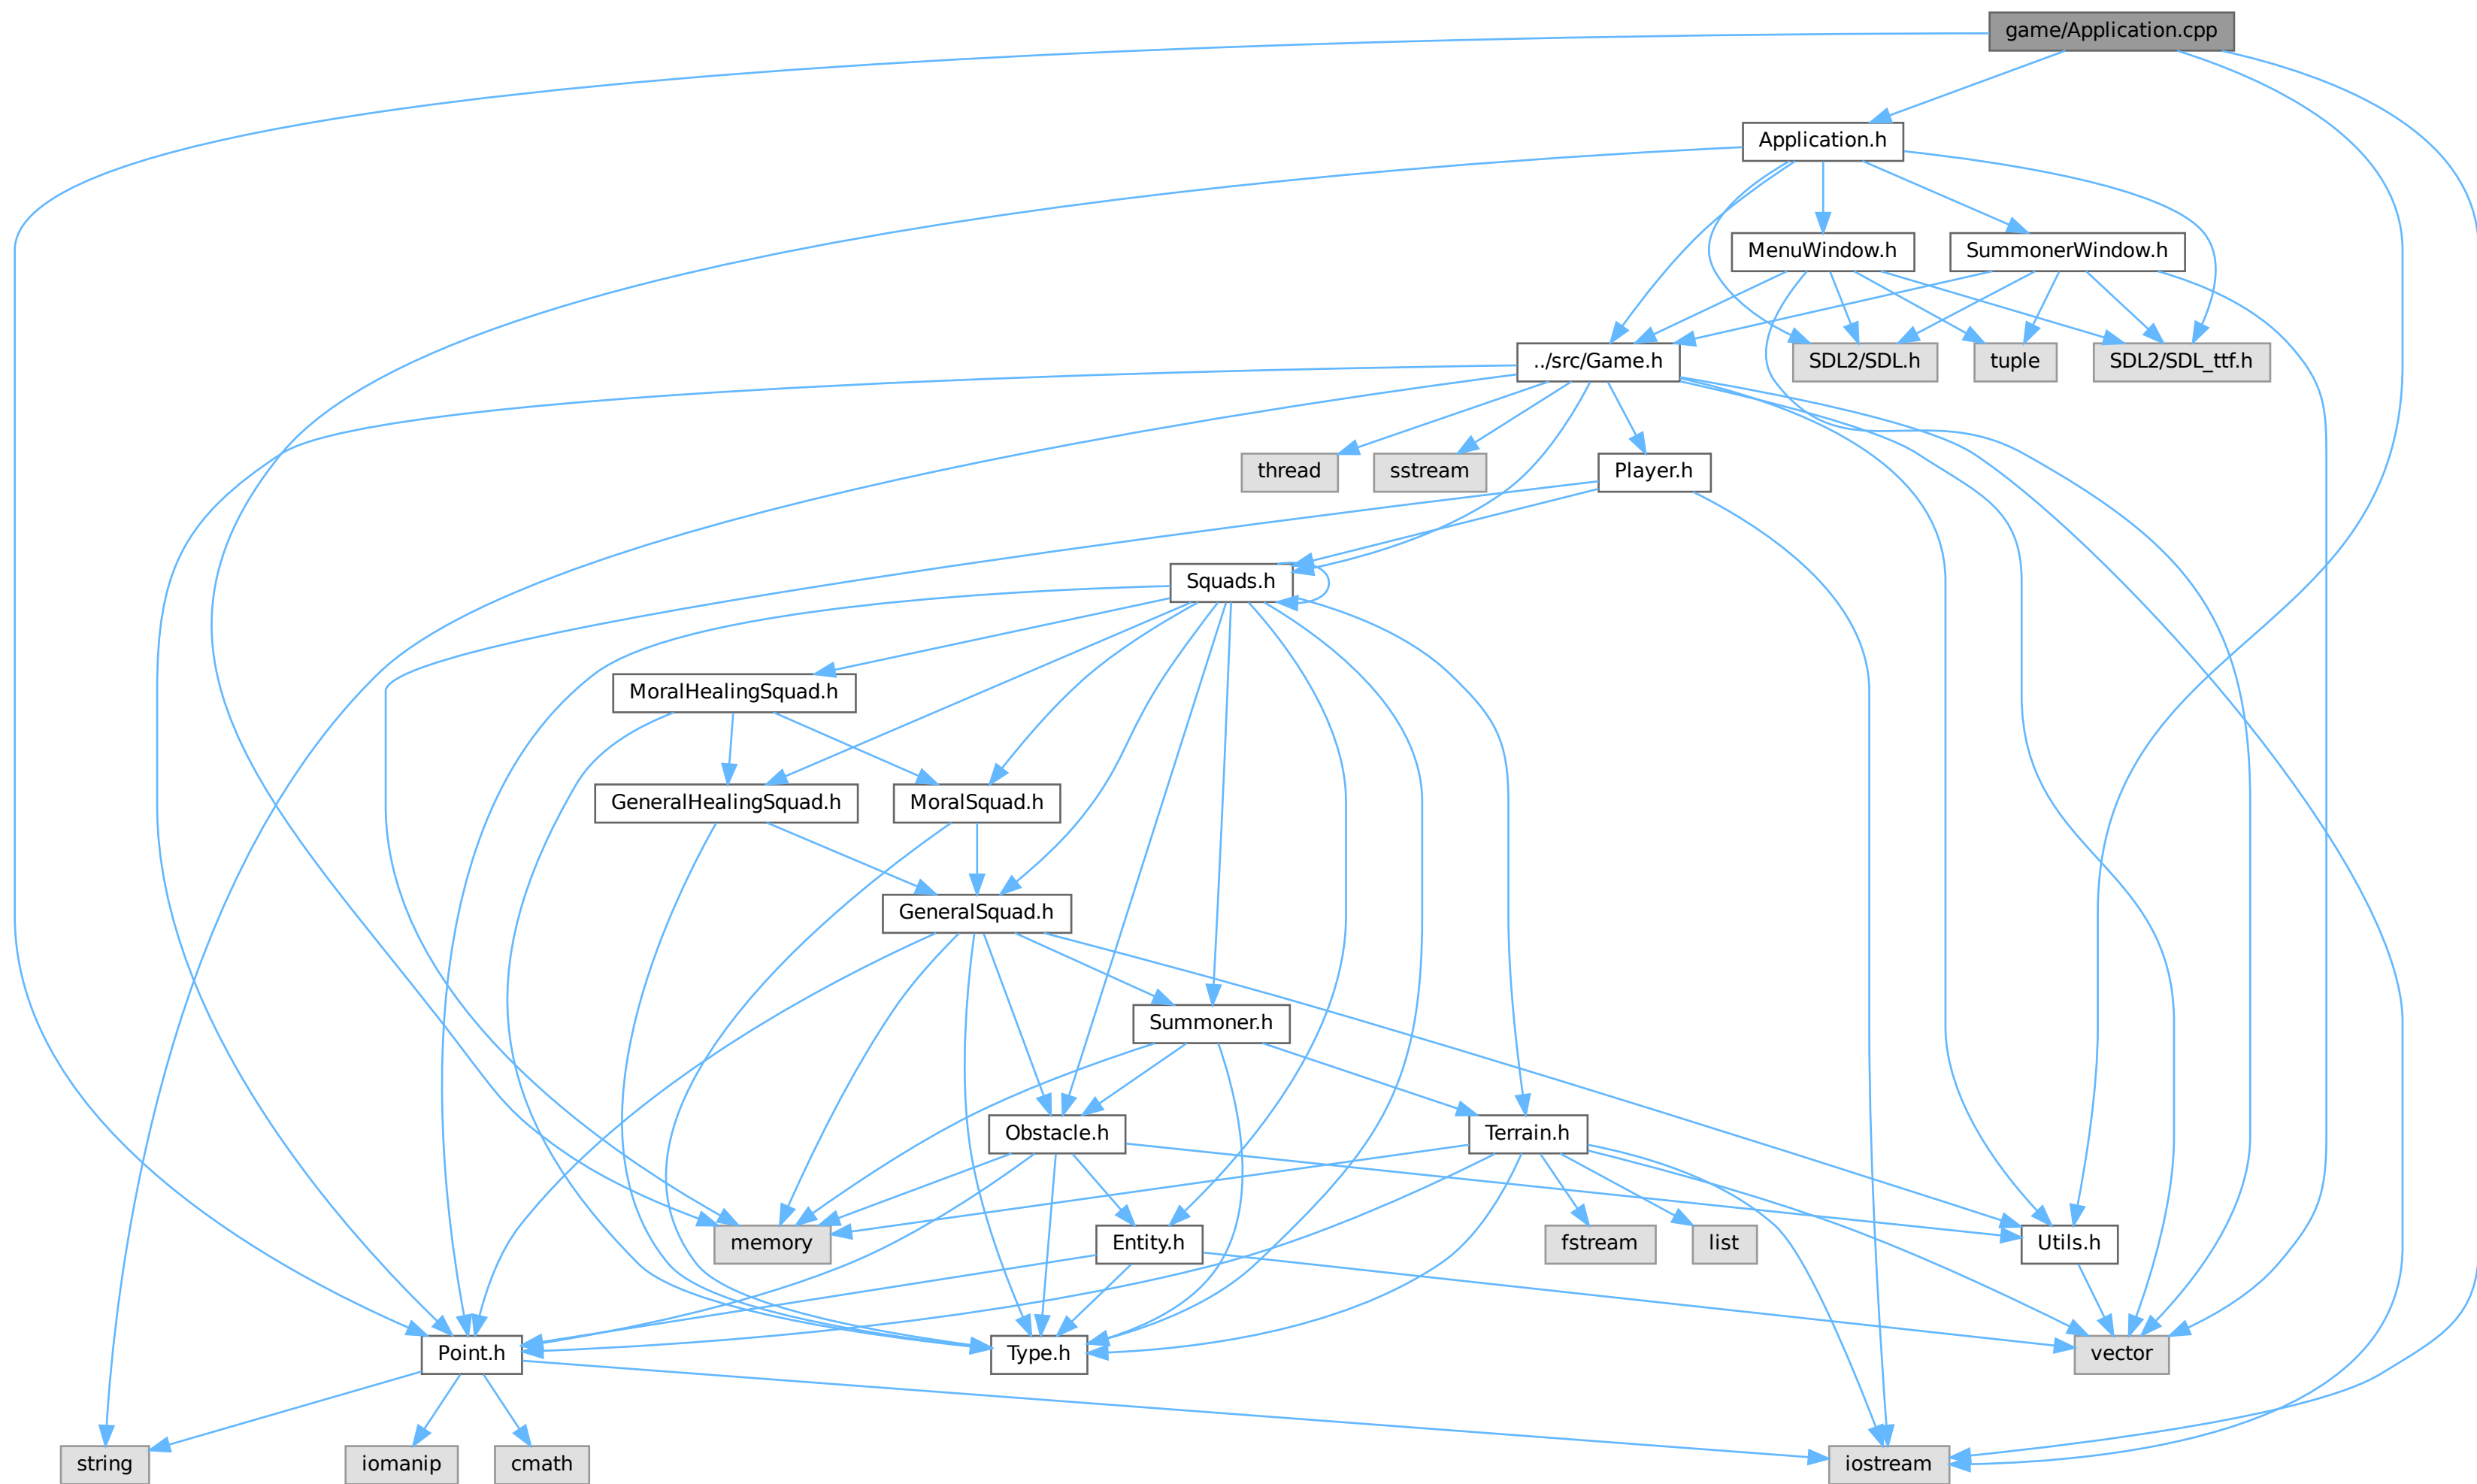 game/Application.cpp
Application.h
MenuWindow.h
SummonerWindow.h
../src/Game.h
SDL2/SDL.h
tuple
SDL2/SDL_ttf.h
thread
sstream
Player.h
Squads.h
MoralHealingSquad.h
GeneralHealingSquad.h
MoralSquad.h
GeneralSquad.h
Summoner.h
Obstacle.h
Terrain.h
memory
Entity.h
fstream
list
Utils.h
Point.h
Type.h
vector
string
iomanip
cmath
iostream